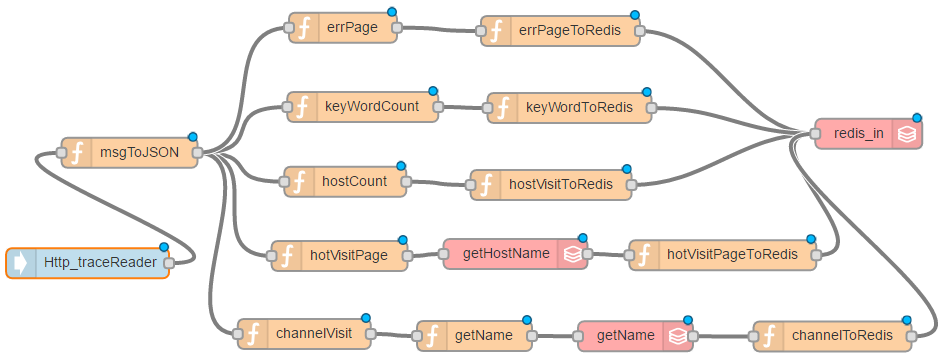 errPage
errPageToRedis
keyWordCount
keyWordToRedis
redis_in
msgToJSON
hostCount
hostVisitToRedis
Http_traceReader
hotVisitPage
getHostName
hotVisitPageToRedis
channelVisit
getName
getName
channelToRedis